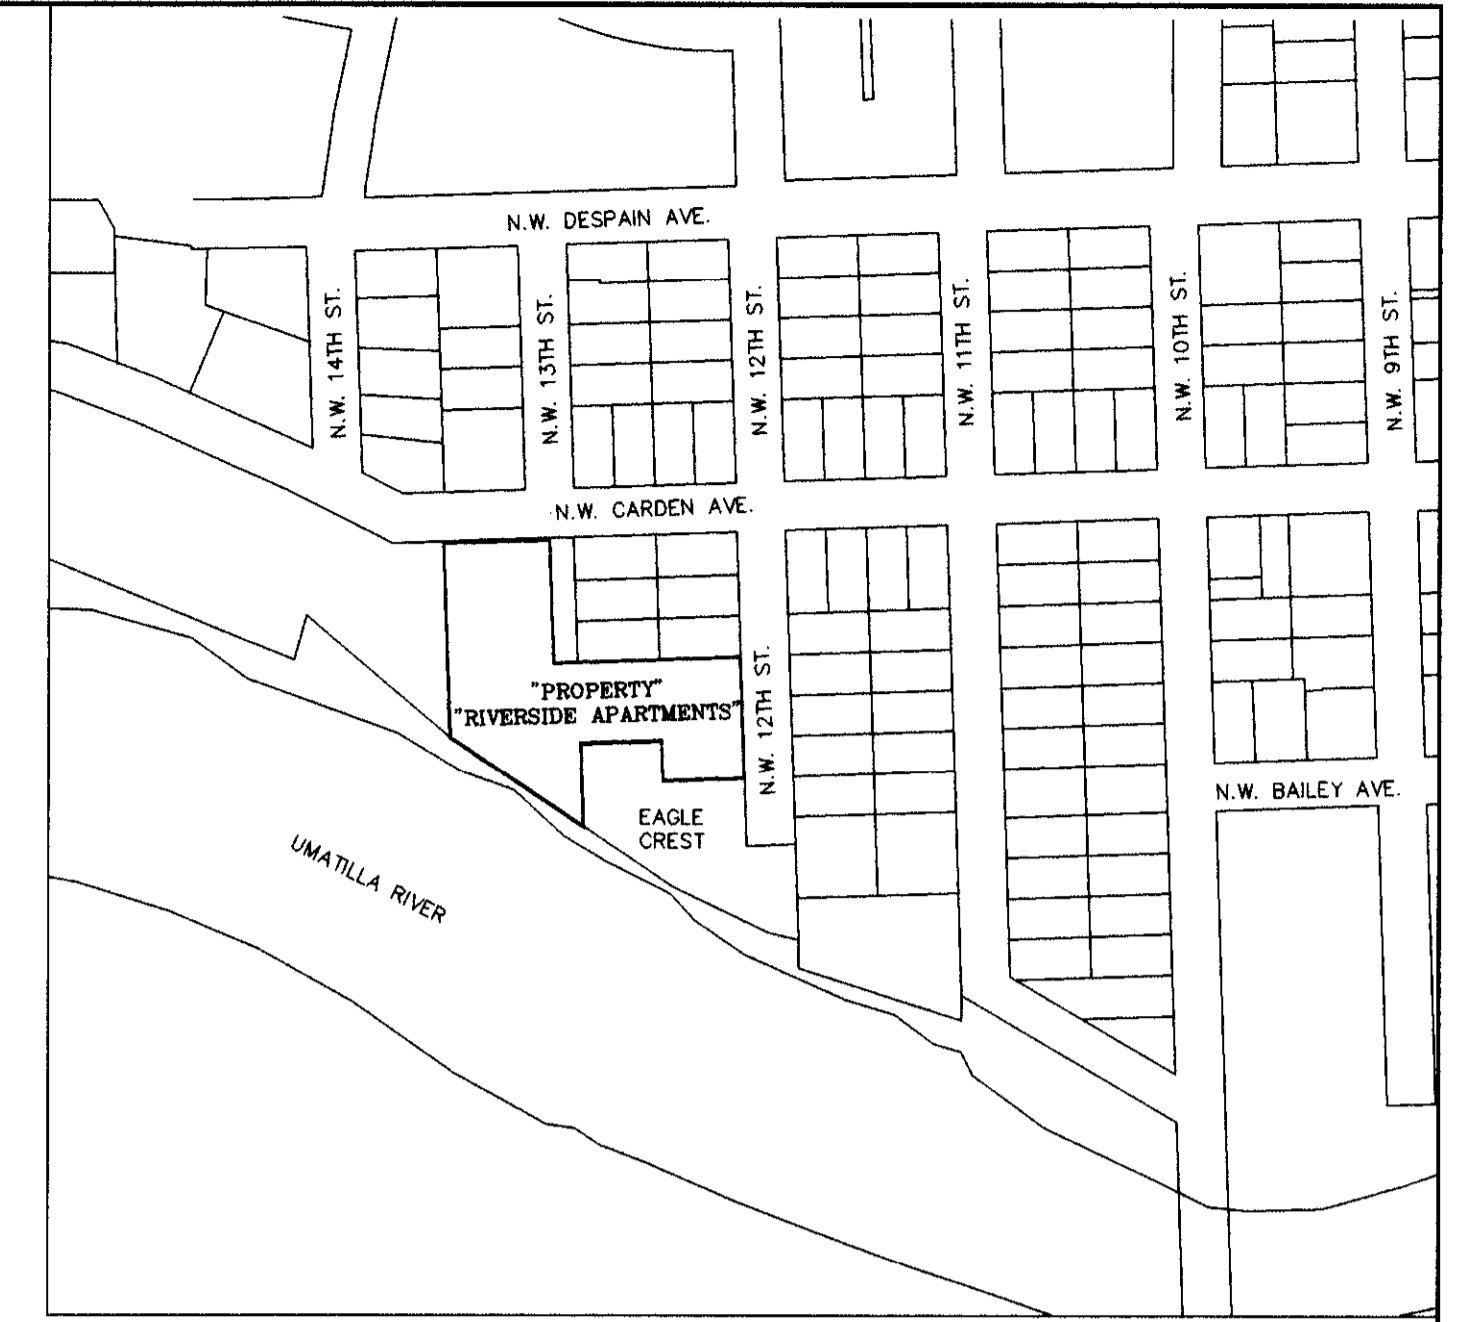 N.W. DESPAIN AVE.
N.W. 14TH ST.
N.W. 13TH ST.
N.W. 12TH ST.
N.W. 11TH ST.
N.W. 10TH ST.
N.W. 9TH ST.
N.W. CARDEN AVE.
"PROPERTY"
"RIVERSIDE APARTMENTS"
N.W. 12TH ST.
N.W. BAILEY AVE.
EAGLE
CREST
UMATILLA RIVER